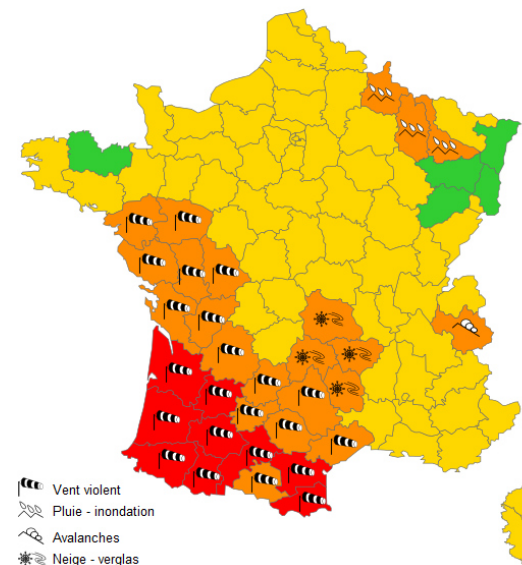 Vent violent
Pluie - inondation
Avalanches
Neige - verglas